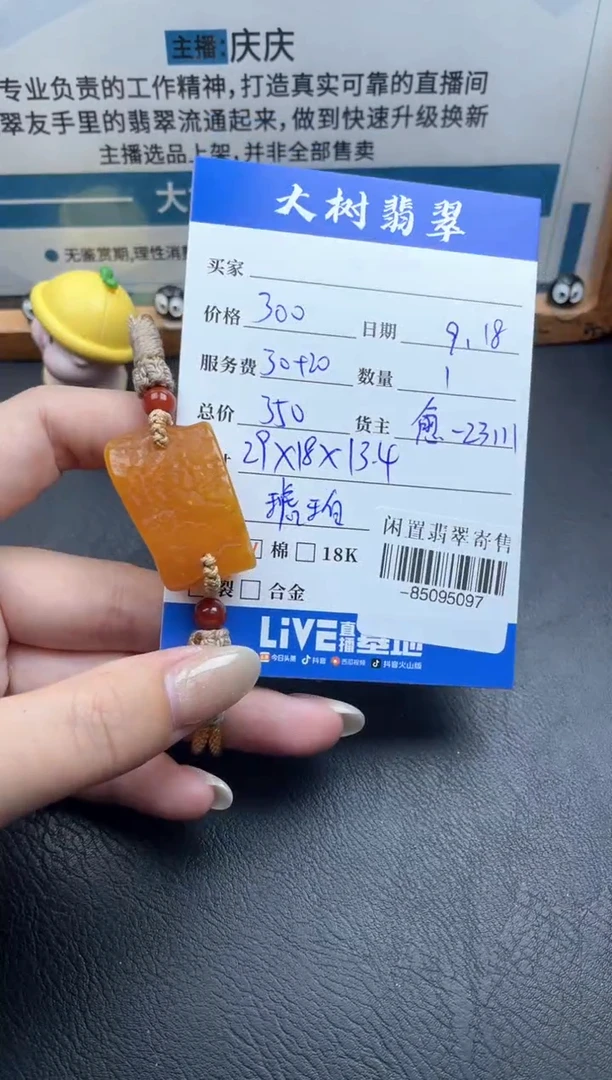 主播:庆庆
专业负责的工作精神,打造真实可靠的直播间
翠友手里的翡翠流通起来,做到快速升级换新
主播选品上架,并非全部售卖
大
无鉴赏期,理性消
大树翡翠
买家
价格 300 日期 9.18
服务费 30+20 数量 1
总价 350 货主 愈-23111
29X18X13.4
琥珀
闲置翡翠寄售
棉 18K
-85095097
裂 合金
LiVE直播基地
今日头条 抖音 西瓜视频 抖音火山版